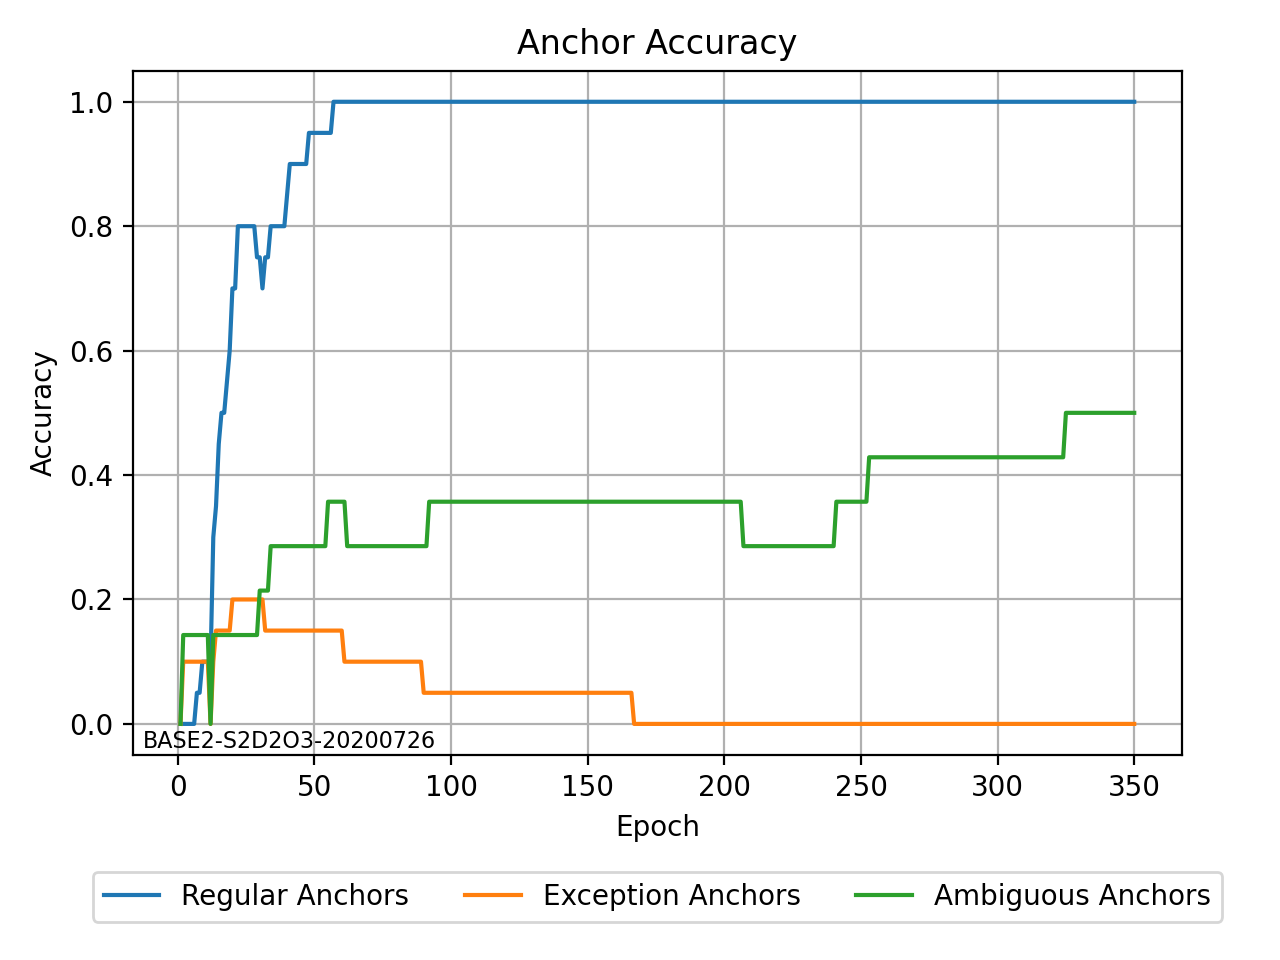 Anchor Accuracy
1.0
0.8
0.6
0.4
0.2
0.0
Accuracy
BASE2-S2D2O3-20200726
0 50 100 150 200 250 300 350
Epoch
Regular Anchors Exception Anchors Ambiguous Anchors